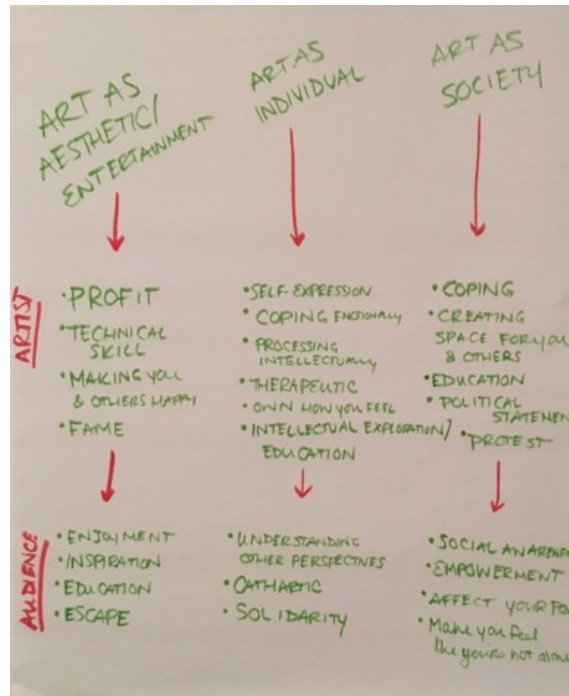 ART AS
AESTHETIC/
ENTERTAINMENT
ART AS
INDIVIDUAL
ART AS
SOCIETY
ARTIST
• PROFIT
• TECHNICAL
SKILL
• MAKING YOU
& OTHERS HAPPY
• FAME
• SELF-EXPRESSION
• COPING EMOTIONALLY
• PROCESSING
INTELLECTUALLY
• THERAPEUTIC
• OWN HOW YOU FEEL
• INTELLECTUAL EXPLORATION/
EDUCATION
• COPING
• CREATING
SPACE FOR YOU
& OTHERS
• EDUCATION
• POLITICAL
STATEMEN
• PROTEST
AUDIENCE
• ENJOYMENT
• INSPIRATION
• EDUCATION
• ESCAPE
• UNDERSTANDING
OTHER PERSPECTIVES
• CATHARTIC
• SOLIDARITY
• SOCIAL AWARENE
• EMPOWERMENT
• AFFECT YOUR
• Make you feel
like you're not alone